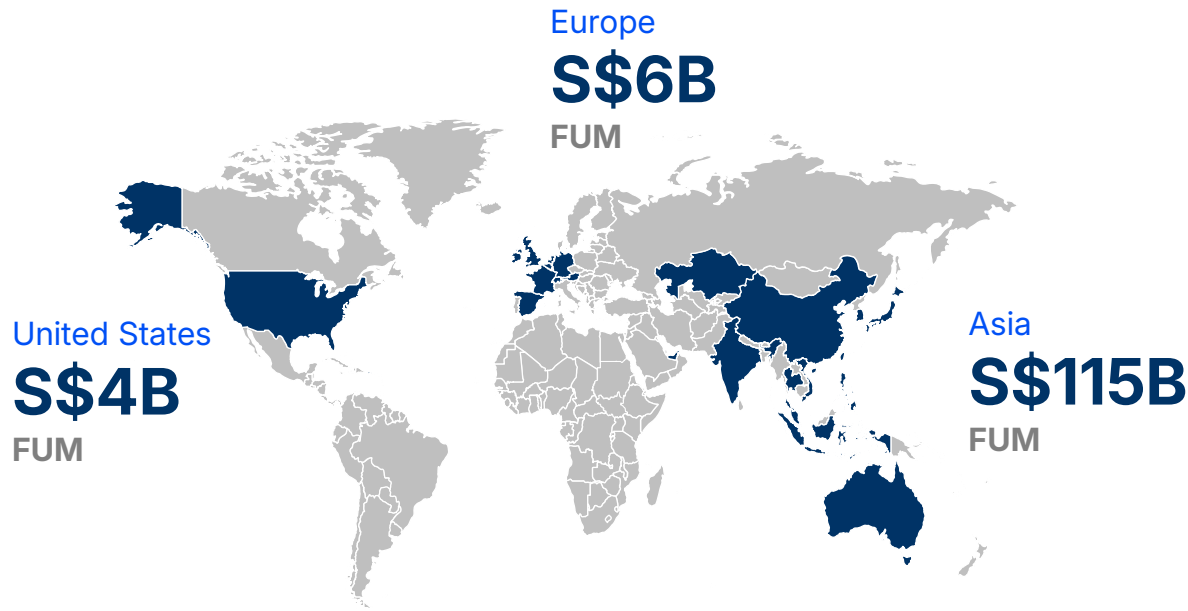 Europe
S$6B
FUM
United States
S$4B
FUM
Asia
S$115B
FUM